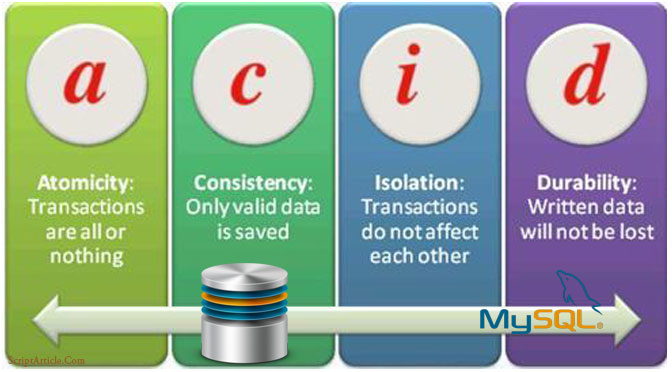 a
Atomicity:
Transactions
are all or
nothing
c
Consistency:
Only valid data
is saved
i
Isolation:
Transactions
do not affect
each other
d
Durability:
Written data
will not be lost
MySQL®
ScriptArticle.Com